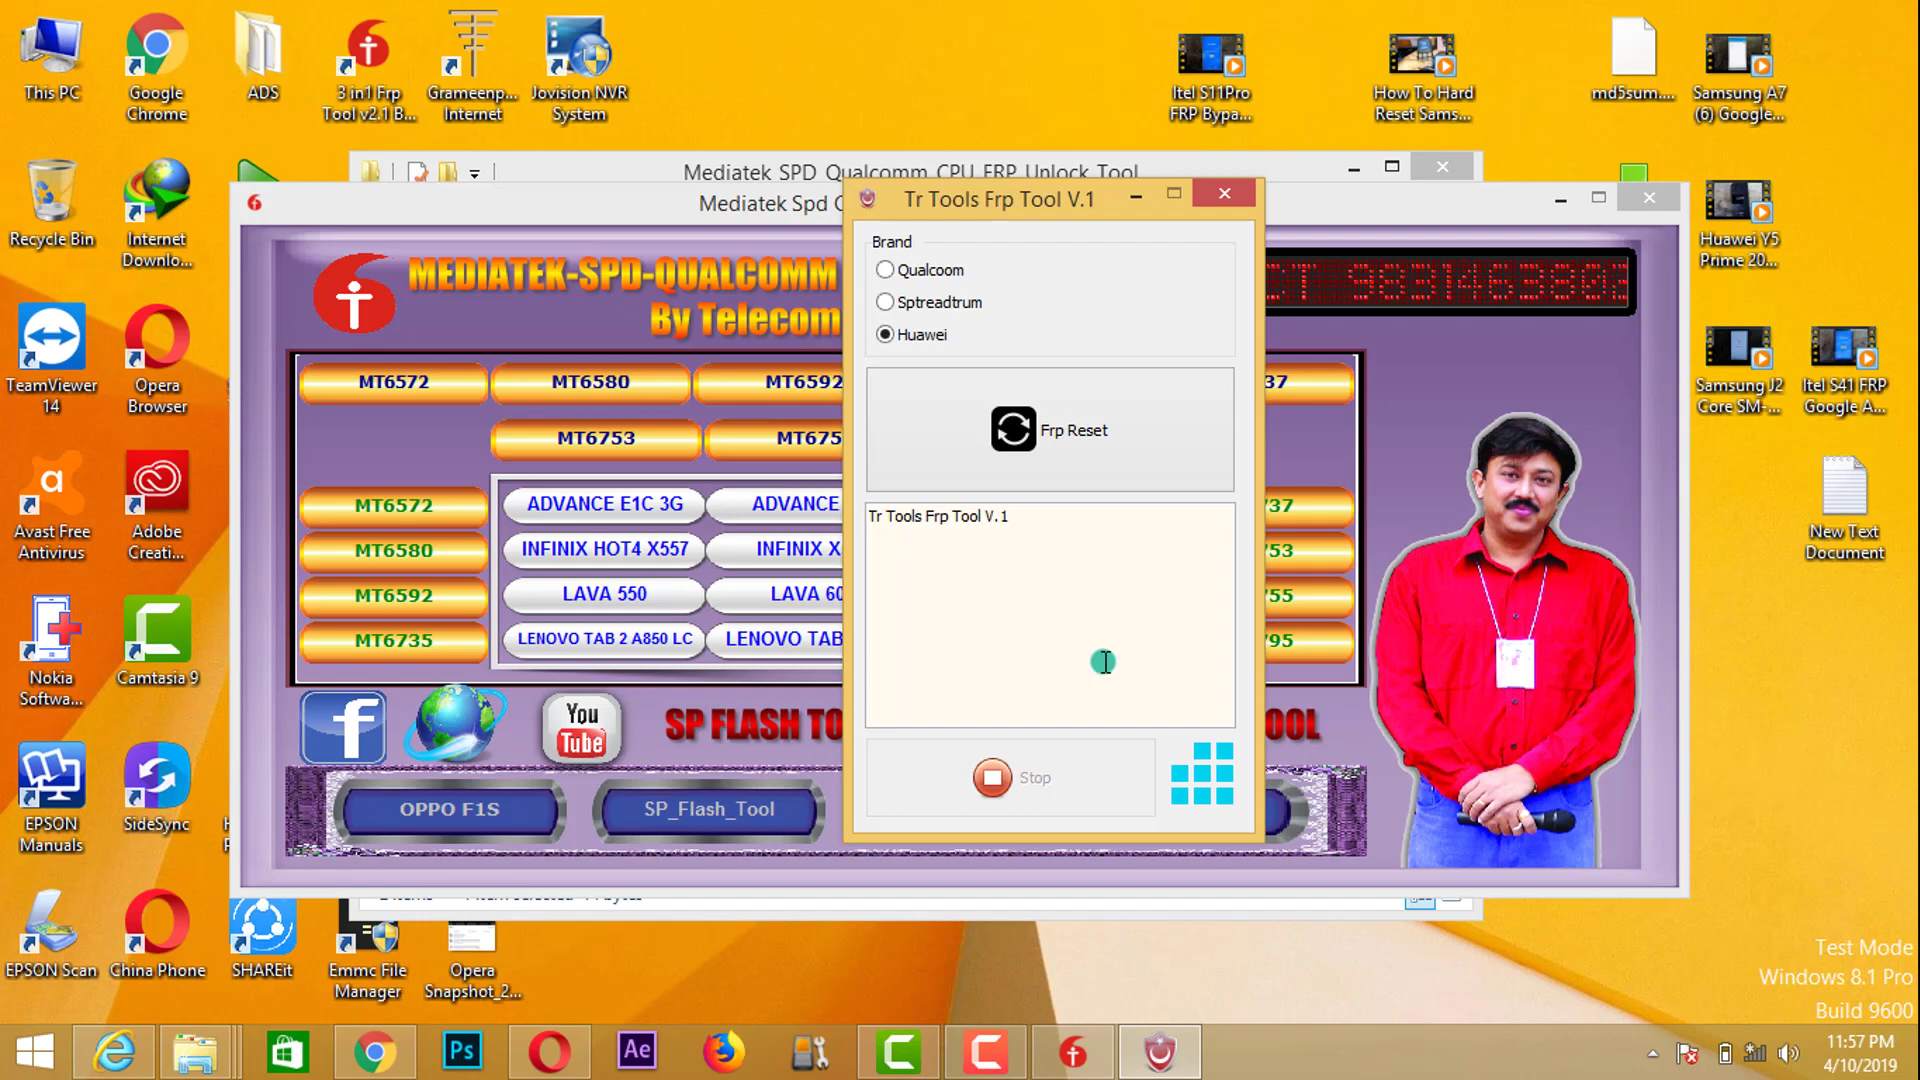 This PC
Google
Chrome
ADS
3 in1 Frp
Tool v2.1 B...
Grameenp...
Internet
Jovision NVR
System
Itel S11Pro
FRP Bypa...
How To Hard
Reset Sams...
md5sum....
Samsung A7
(6) Google...
Recycle Bin
Internet
Downlo...
Huawei Y5
Prime 20...
TeamViewer
14
Opera
Browser
Samsung J2
Core SM-...
Itel S41 FRP
Google A...
Avast Free
Antivirus
Adobe
Creati...
New Text
Document
Nokia
Softwa...
Camtasia 9
EPSON
Manuals
SideSync
EPSON Scan
China Phone
SHAREit
Emmc File
Manager
Opera
Snapshot_2...
Mediatek SPD Qualcomm CPU FRP Unlock Tool
Mediatek Spd
MEDIATEK-SPD-QUALCOMM
By Telecom
MT6572
MT6580
MT6592
37
MT6753
MT675
MT6572
ADVANCE E1C 3G
ADVANCE
37
MT6580
INFINIX HOT4 X557
INFINIX X
53
MT6592
LAVA 550
LAVA 60
55
MT6735
LENOVO TAB 2 A850 LC
LENOVO TAB
95
f
You
Tube
SP FLASH TO
OOL
OPPO F1S
SP_Flash_Tool
Tr Tools Frp Tool V.1
Brand
Qualcoom
Sptreadtrum
Huawei
Frp Reset
Tr Tools Frp Tool V.1
Stop
Test Mode
Windows 8.1 Pro
Build 9600
Ps
Ae
11:57 PM
4/10/2019